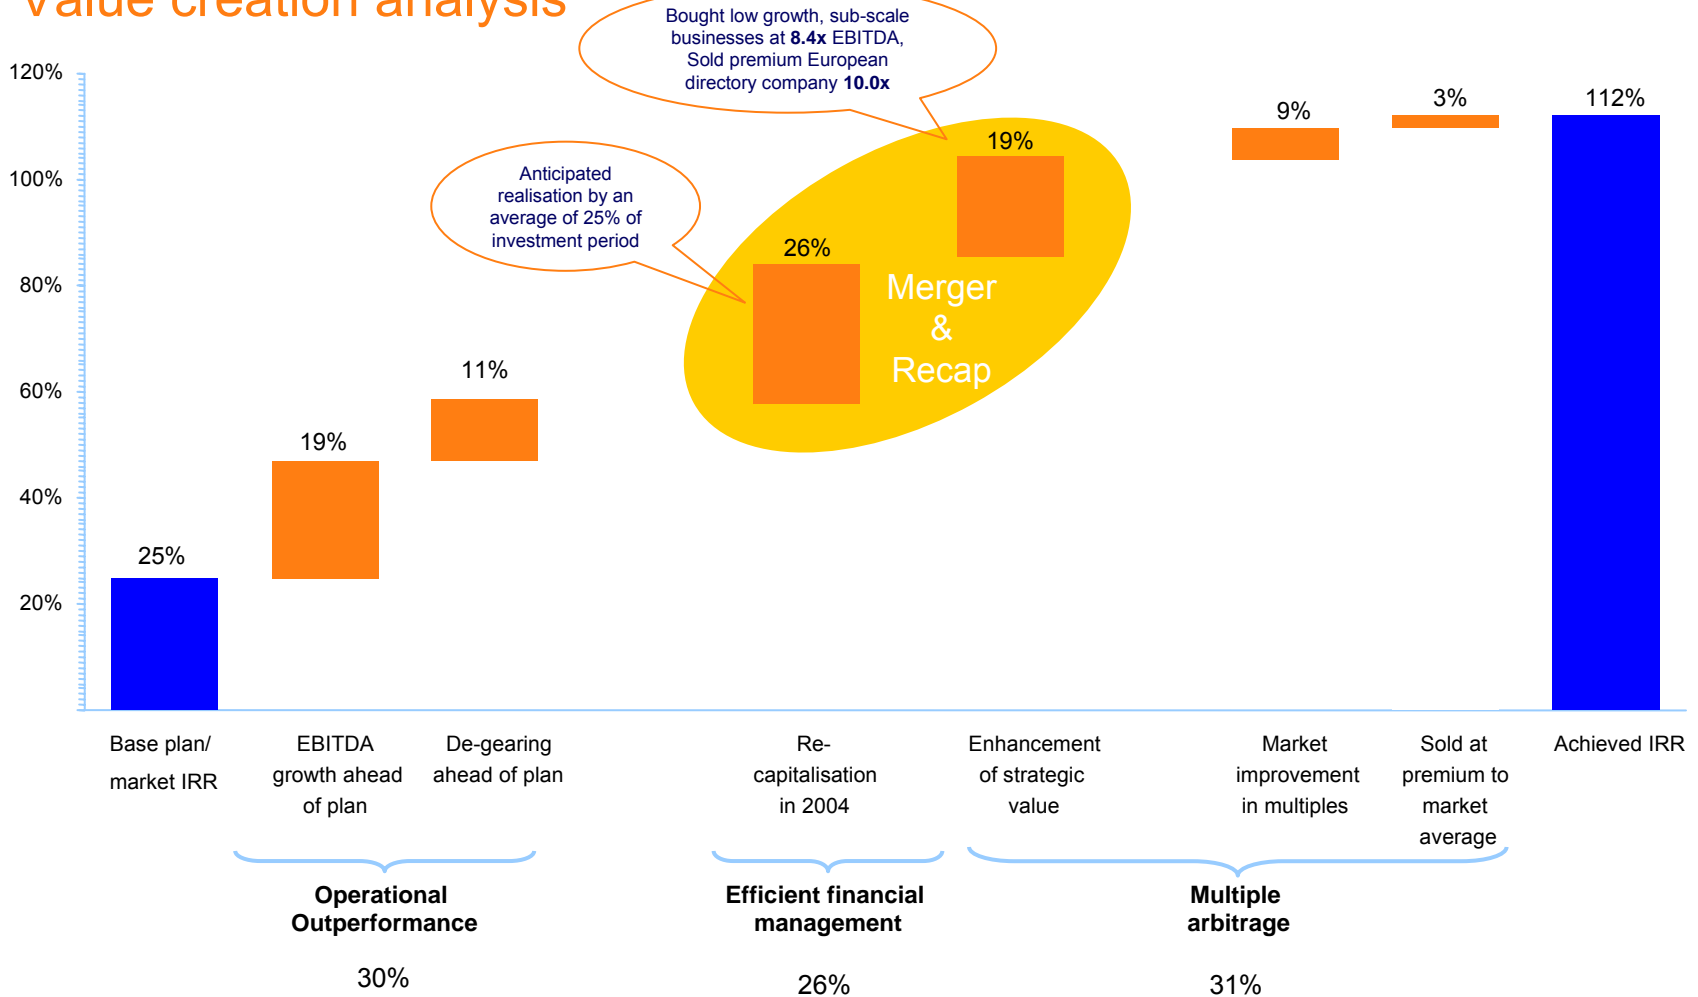 Value creation analysis
Bought low growth, sub-scale
businesses at 8.4x EBITDA,
Sold premium European
directory company 10.0x
Anticipated
realisation by an
average of 25% of
investment period
120%
100%
80%
60%
40%
20%
25%
19%
11%
26%
19%
9%
3%
112%
Merger
&
Recap
Base plan/
market IRR
EBITDA
growth ahead
of plan
De-gearing
ahead of plan
Re-
capitalisation
in 2004
Enhancement
of strategic
value
Market
improvement
in multiples
Sold at
premium to
market
average
Achieved IRR
Operational
Outperformance
30%
Efficient financial
management
26%
Multiple
arbitrage
31%